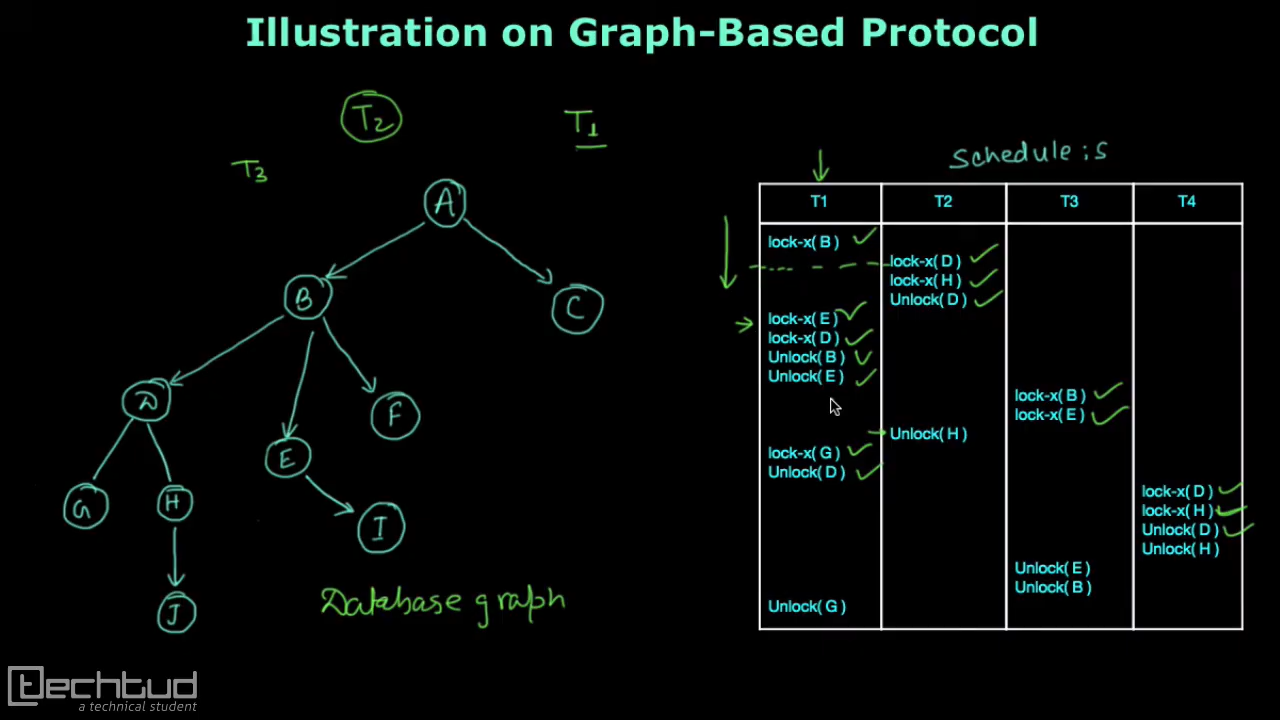 Illustration on Graph-Based Protocol
T2
T1
T3
Schedule : S
A
B
C
D
E
F
G
H
I
J
Database graph
T1
T2
T3
T4
lock-x( B )
lock-x( D )
lock-x( H )
Unlock( D )
lock-x( E )
lock-x( D )
Unlock( B )
Unlock( E )
lock-x( B )
lock-x( E )
Unlock( H )
lock-x( G )
Unlock( D )
lock-x( D )
lock-x( H )
Unlock( D )
Unlock( H )
Unlock( E )
Unlock( B )
Unlock( G )
techtud
a technical student